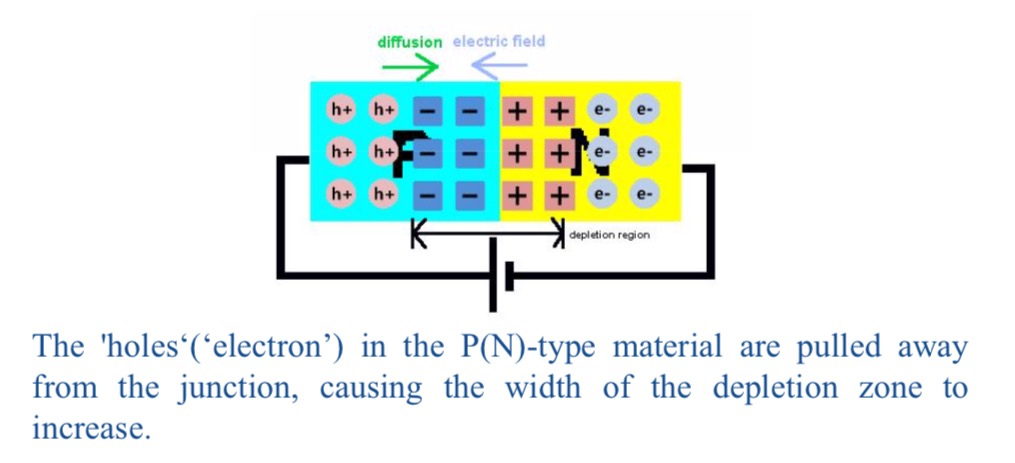 diffusion electric field
h+ h+ − − + + e- e-
P N
h+ h+ − − + + e- e-
h+ h+ − − + + e- e-
depletion region
The 'holes‘(‘electron’) in the P(N)-type material are pulled away
from the junction, causing the width of the depletion zone to
increase.